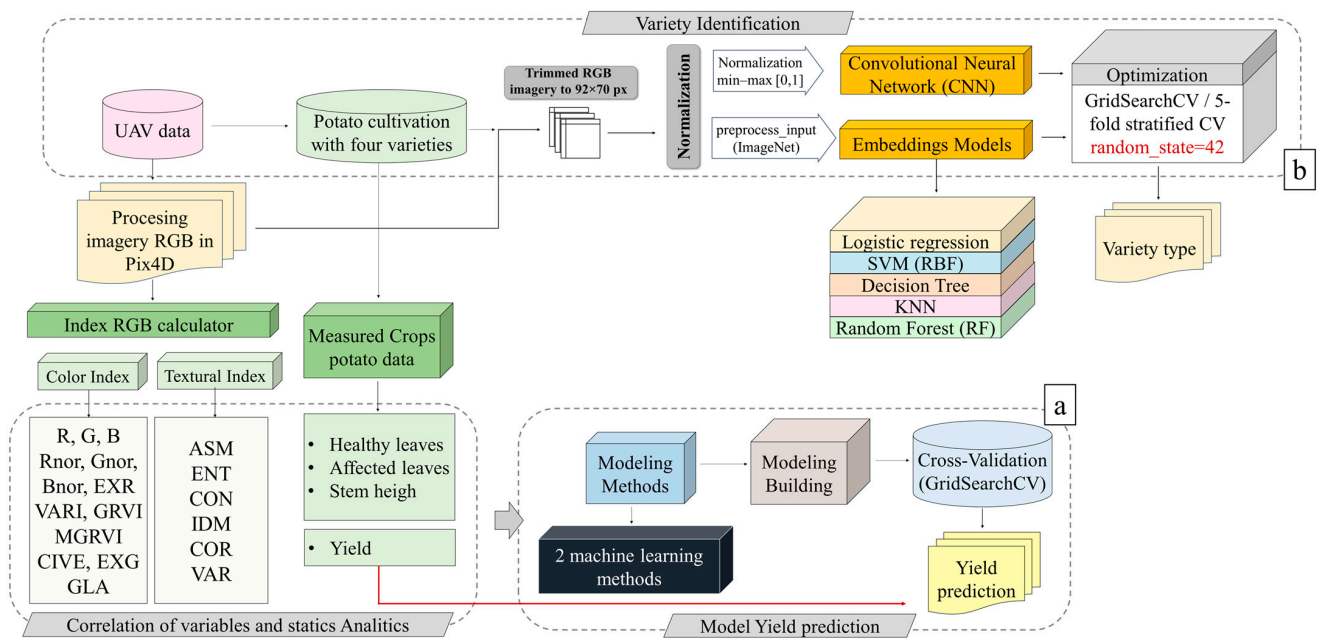 Variety Identification
UAV data
Potato cultivation
with four varieties
Trimmed RGB
imagery to 92×70 px
Normalization
Normalization
min–max [0,1]
preprocess_input
(ImageNet)
Convolutional Neural
Network (CNN)
Embeddings Models
Optimization
GridSearchCV / 5-
fold stratified CV
random_state=42
b
Procesing
imagery RGB in
Pix4D
Logistic regression
SVM (RBF)
Decision Tree
KNN
Random Forest (RF)
Variety type
Index RGB calculator
Color Index
Textural Index
Measured Crops
potato data
R, G, B
Rnor, Gnor,
Bnor, EXR
VARI, GRVI
MGRVI
CIVE, EXG
GLA
ASM
ENT
CON
IDM
COR
VAR
• Healthy leaves
• Affected leaves
• Stem heigh
• Yield
Correlation of variables and statics Analitics
a
Modeling
Methods
Modeling
Building
Cross-Validation
(GridSearchCV)
2 machine learning
methods
Yield
prediction
Model Yield prediction